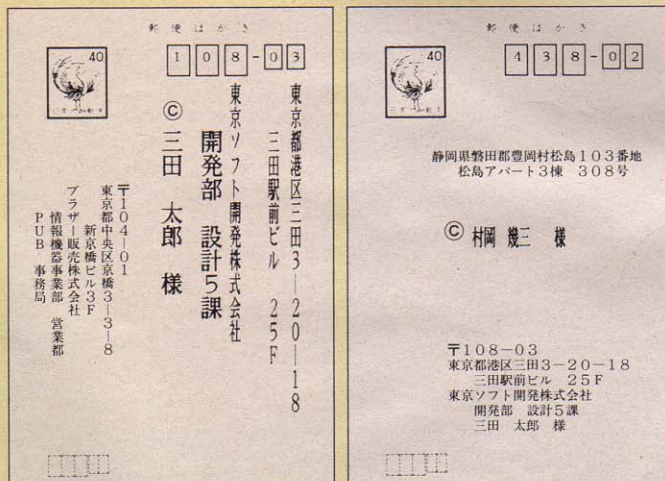 郵便はがき
40
108-03
東京都港区三田3—20—18
三田駅前ビル 25F
東京ソフト開発株式会社
開発部 設計5課
© 三田 太郎 様
〒104—01
東京都中央区京橋3—3—8
新京橋ビル3F
ブラザー販売株式会社
情報機器事業部 営業部
PUB 事務局
郵便はがき
40
438-02
静岡県磐田郡豊岡村松島103番地
松島アパート3棟 308号
© 村岡 幾三 様
〒108−03
東京都港区三田3−20−18
三田駅前ビル 25F
東京ソフト開発株式会社
開発部 設計5課
三田 太郎 様